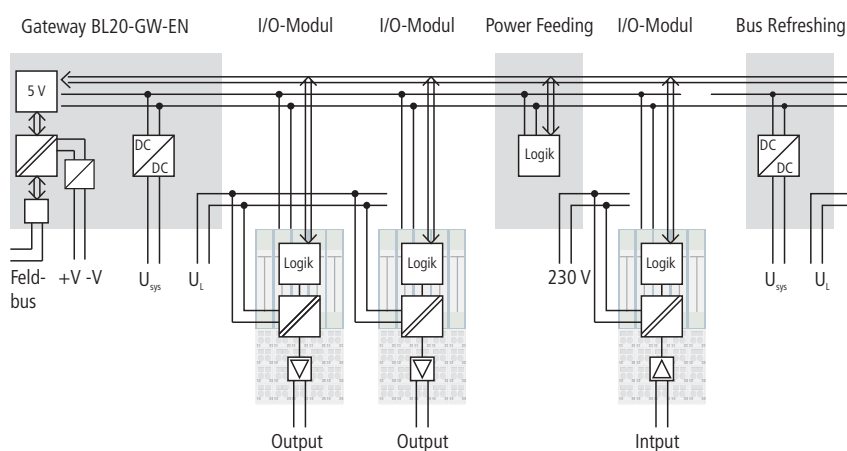 Gateway BL20-GW-EN
I/O-Modul
I/O-Modul
Power Feeding
I/O-Modul
Bus Refreshing
5 V
DC
DC
Logik
DC
DC
Logik
Logik
Logik
Feld-
bus
+V -V
Usys
UL
230 V
Usys
UL
Output
Output
Intput